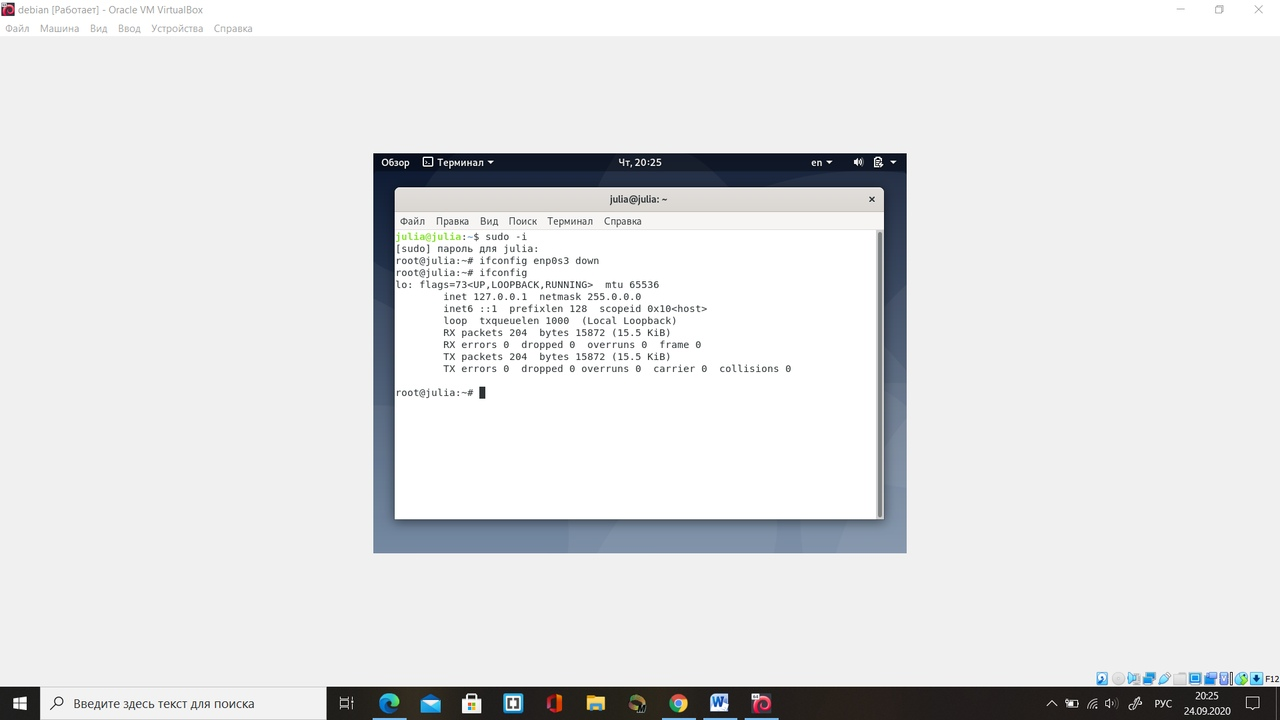 debian [Работает] - Oracle VM VirtualBox
Файл Машина Вид Ввод Устройства Справка
Обзор Терминал Чт, 20:25 en
julia@julia: ~
Файл Правка Вид Поиск Терминал Справка
julia@julia:~$ sudo -i
[sudo] пароль для julia:
root@julia:~# ifconfig enp0s3 down
root@julia:~# ifconfig
lo: flags=73<UP,LOOPBACK,RUNNING>  mtu 65536
        inet 127.0.0.1  netmask 255.0.0.0
        inet6 ::1  prefixlen 128  scopeid 0x10<host>
        loop  txqueuelen 1000  (Local Loopback)
        RX packets 204  bytes 15872 (15.5 KiB)
        RX errors 0  dropped 0  overruns 0  frame 0
        TX packets 204  bytes 15872 (15.5 KiB)
        TX errors 0  dropped 0 overruns 0  carrier 0  collisions 0
root@julia:~#
F12
Введите здесь текст для поиска
РУС
20:25
24.09.2020